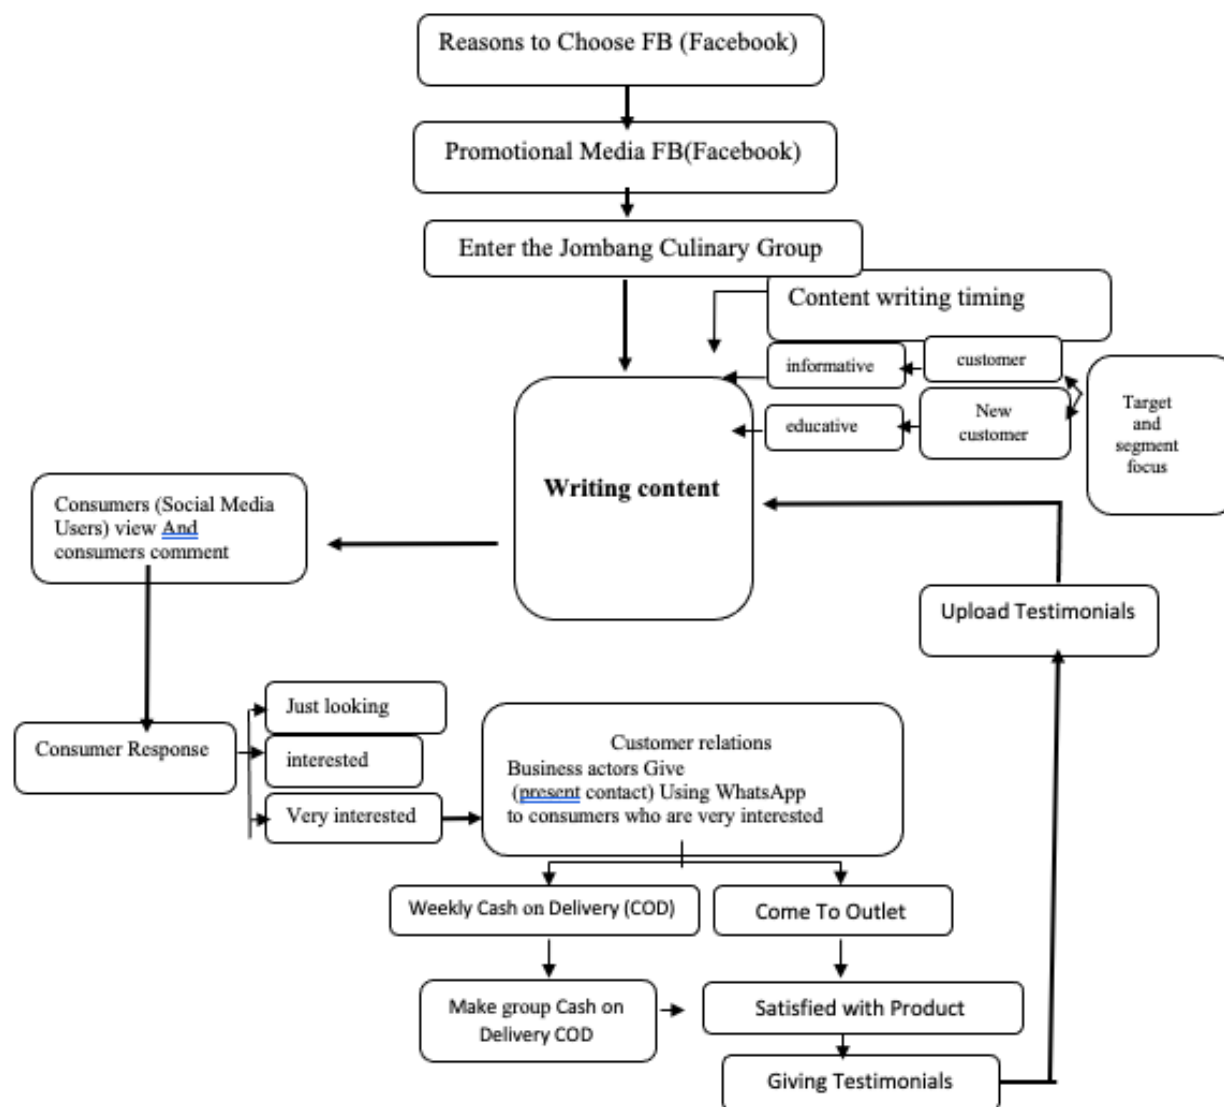 Reasons to Choose FB (Facebook)
Promotional Media FB(Facebook)
Enter the Jombang Culinary Group
Content writing timing
informative
customer
educative
New
customer
Target
and
segment
focus
Writing content
Consumers (Social Media
Users) view And
consumers comment
Upload Testimonials
Consumer Response
Just looking
interested
Very interested
Customer relations
Business actors Give
(present contact) Using WhatsApp
to consumers who are very interested
Weekly Cash on Delivery (COD)
Come To Outlet
Make group Cash on
Delivery COD
Satisfied with Product
Giving Testimonials